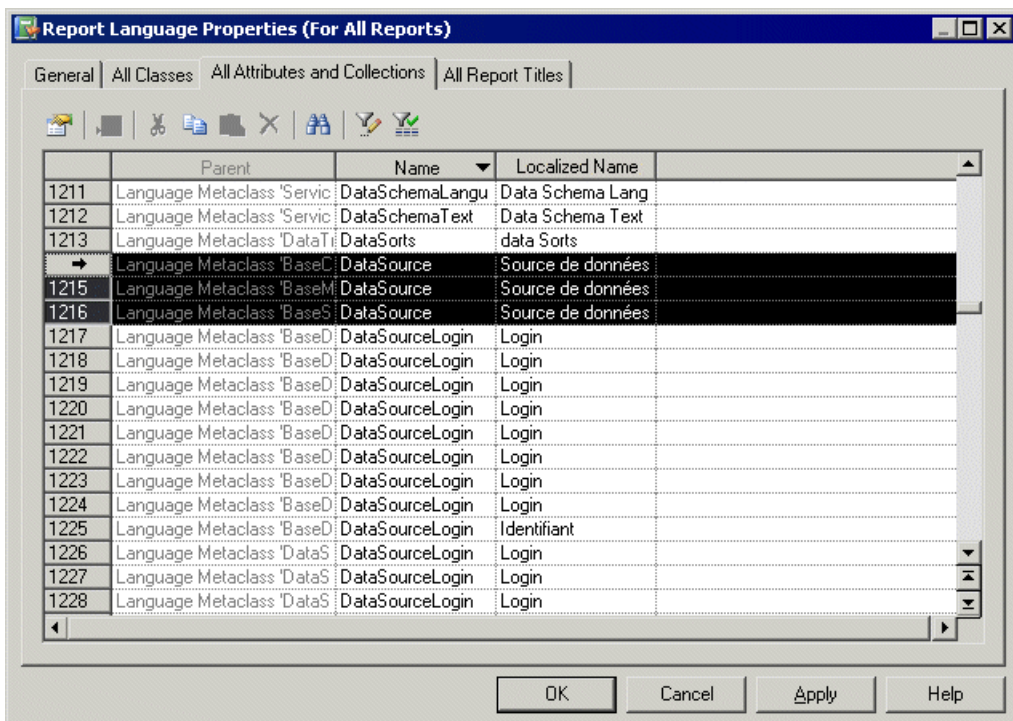 Report Language Properties (For All Reports)
General All Classes All Attributes and Collections All Report Titles
Parent Name Localized Name
1211 Language Metaclass 'Servic DataSchemaLangu Data Schema Lang
1212 Language Metaclass 'Servic DataSchemaText Data Schema Text
1213 Language Metaclass 'DataTr DataSorts data Sorts
Language Metaclass 'BaseC DataSource Source de données
1215 Language Metaclass 'BaseM DataSource Source de données
1216 Language Metaclass 'BaseS DataSource Source de données
1217 Language Metaclass 'BaseD DataSourceLogin Login
1218 Language Metaclass 'BaseD DataSourceLogin Login
1219 Language Metaclass 'BaseD DataSourceLogin Login
1220 Language Metaclass 'BaseD DataSourceLogin Login
1221 Language Metaclass 'BaseD DataSourceLogin Login
1222 Language Metaclass 'BaseD DataSourceLogin Login
1223 Language Metaclass 'BaseD DataSourceLogin Login
1224 Language Metaclass 'BaseD DataSourceLogin Login
1225 Language Metaclass 'BaseD DataSourceLogin Identifiant
1226 Language Metaclass 'DataS DataSourceLogin Login
1227 Language Metaclass 'DataS DataSourceLogin Login
1228 Language Metaclass 'DataS DataSourceLogin Login
OK Cancel Apply Help